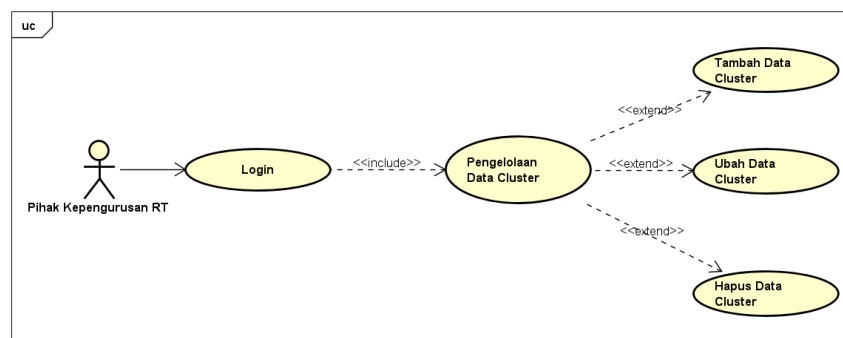 uc
Tambah Data
Cluster
<<extend>>
Pihak Kepengurusan RT
Login
<<include>>
Pengelolaan
Data Cluster
<<extend>>
Ubah Data
Cluster
<<extend>>
Hapus Data
Cluster